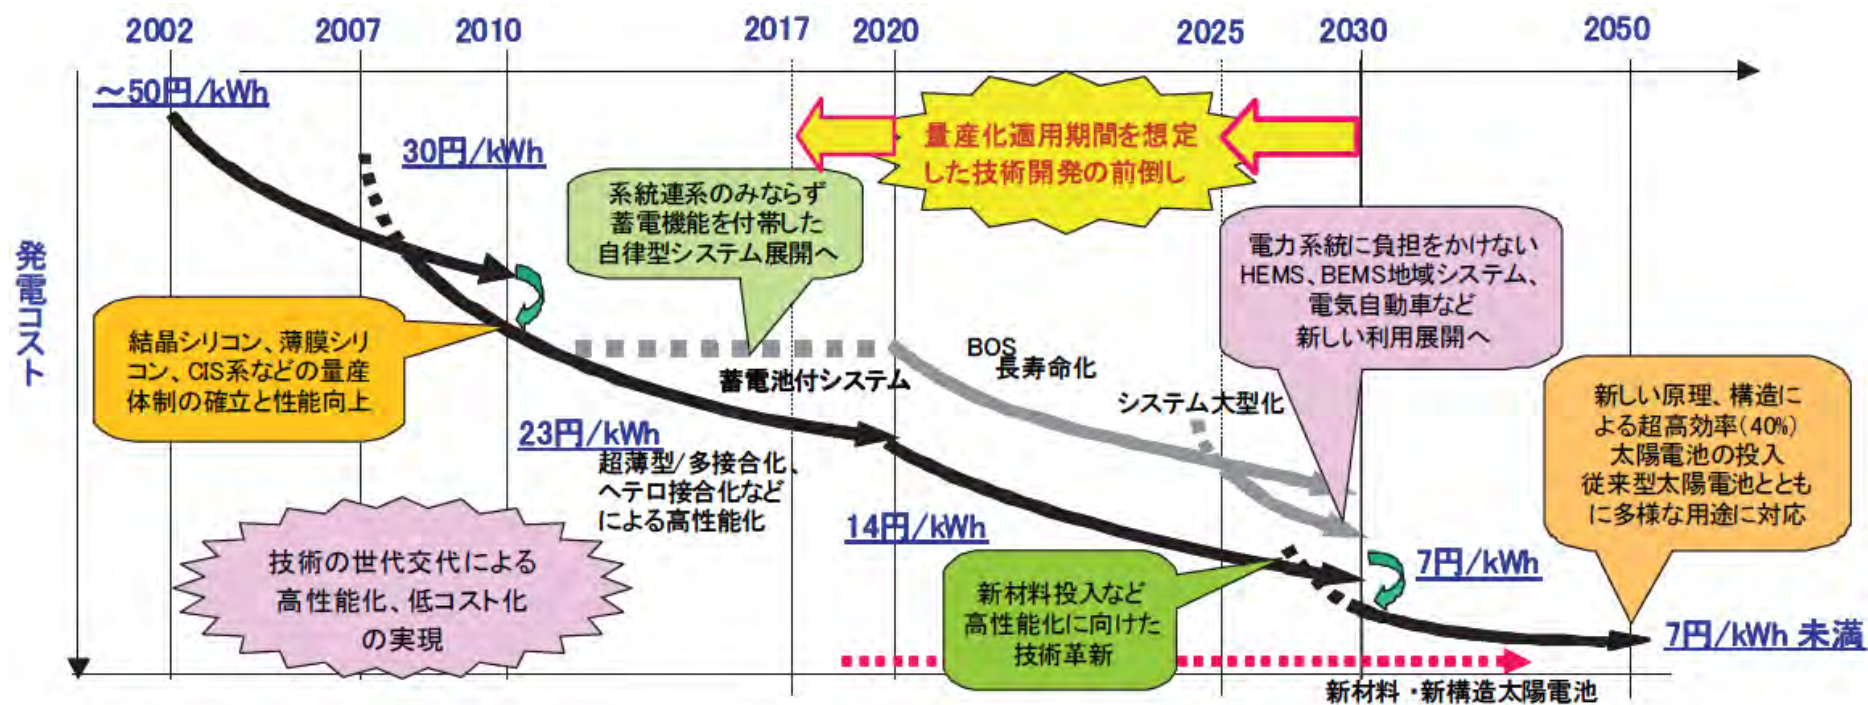 2002
2007
2010
2017
2020
2025
2030
2050
発電コスト
～50円/kWh
30円/kWh
量産化適用期間を想定
した技術開発の前倒し
系統連系のみならず
蓄電機能を付帯した
自律型システム展開へ
電力系統に負担をかけない
HEMS、BEMS地域システム、
電気自動車など
新しい利用展開へ
結晶シリコン、薄膜シリ
コン、CIS系などの量産
体制の確立と性能向上
蓄電池付システム
BOS
長寿命化
システム大型化
新しい原理、構造に
よる超高効率(40%)
太陽電池の投入
従来型太陽電池ととも
に多様な用途に対応
23円/kWh
超薄型/多接合化、
ヘテロ接合化など
による高性能化
14円/kWh
7円/kWh
技術の世代交代による
高性能化、低コスト化
の実現
新材料投入など
高性能化に向けた
技術革新
7円/kWh 未満
新材料・新構造太陽電池